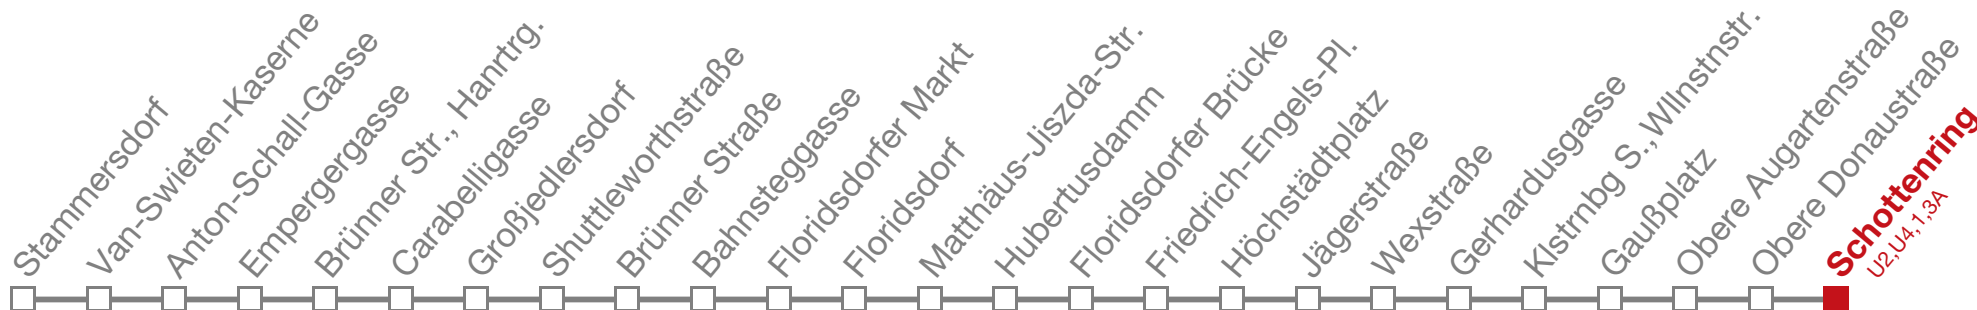 Stammersdorf
Van-Swieten-Kaserne
Anton-Schall-Gasse
Empergergasse
Brünner Str., Hanrtrg.
Carabelligasse
Großjedlersdorf
Shuttleworthstraße
Brünner Straße
Bahnsteggasse
Floridsdorfer Markt
Floridsdorf
Matthäus-Jiszda-Str.
Hubertusdamm
Floridsdorfer Brücke
Friedrich-Engels-Pl.
Höchstädtplatz
Jägerstraße
Wexstraße
Gerhardusgasse
Klstrnbg S., Wllnstnstr.
Gaußplatz
Obere Augartenstraße
Obere Donaustraße
Schottenring
U2,U4,1,3A